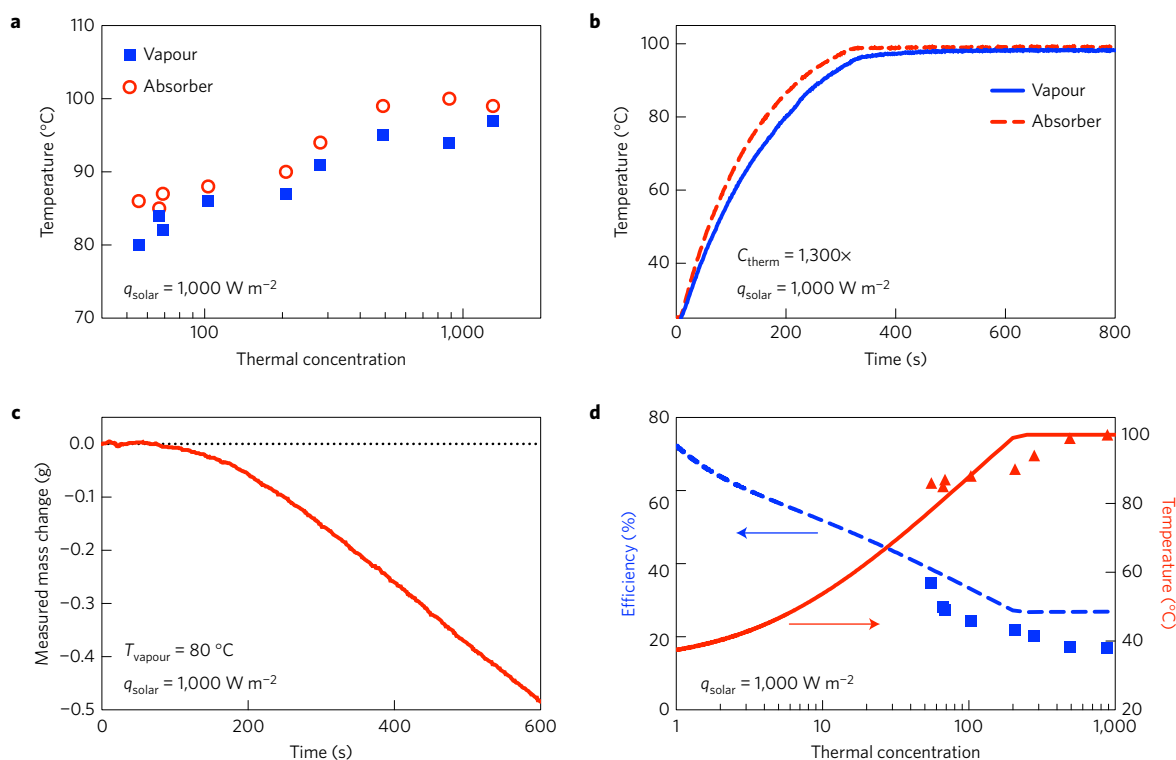 a
110
100
90
80
70
Temperature (°C)
Vapour
Absorber
q_solar = 1,000 W m⁻²
100
1,000
Thermal concentration
b
100
80
60
40
Temperature (°C)
Vapour
Absorber
C_therm = 1,300×
q_solar = 1,000 W m⁻²
0
200
400
600
800
Time (s)
c
0.0
−0.1
−0.2
−0.3
−0.4
−0.5
Measured mass change (g)
T_vapour = 80 °C
q_solar = 1,000 W m⁻²
0
200
400
600
Time (s)
d
80
60
40
20
0
Efficiency (%)
q_solar = 1,000 W m⁻²
100
80
60
40
20
Temperature (°C)
1
10
100
1,000
Thermal concentration